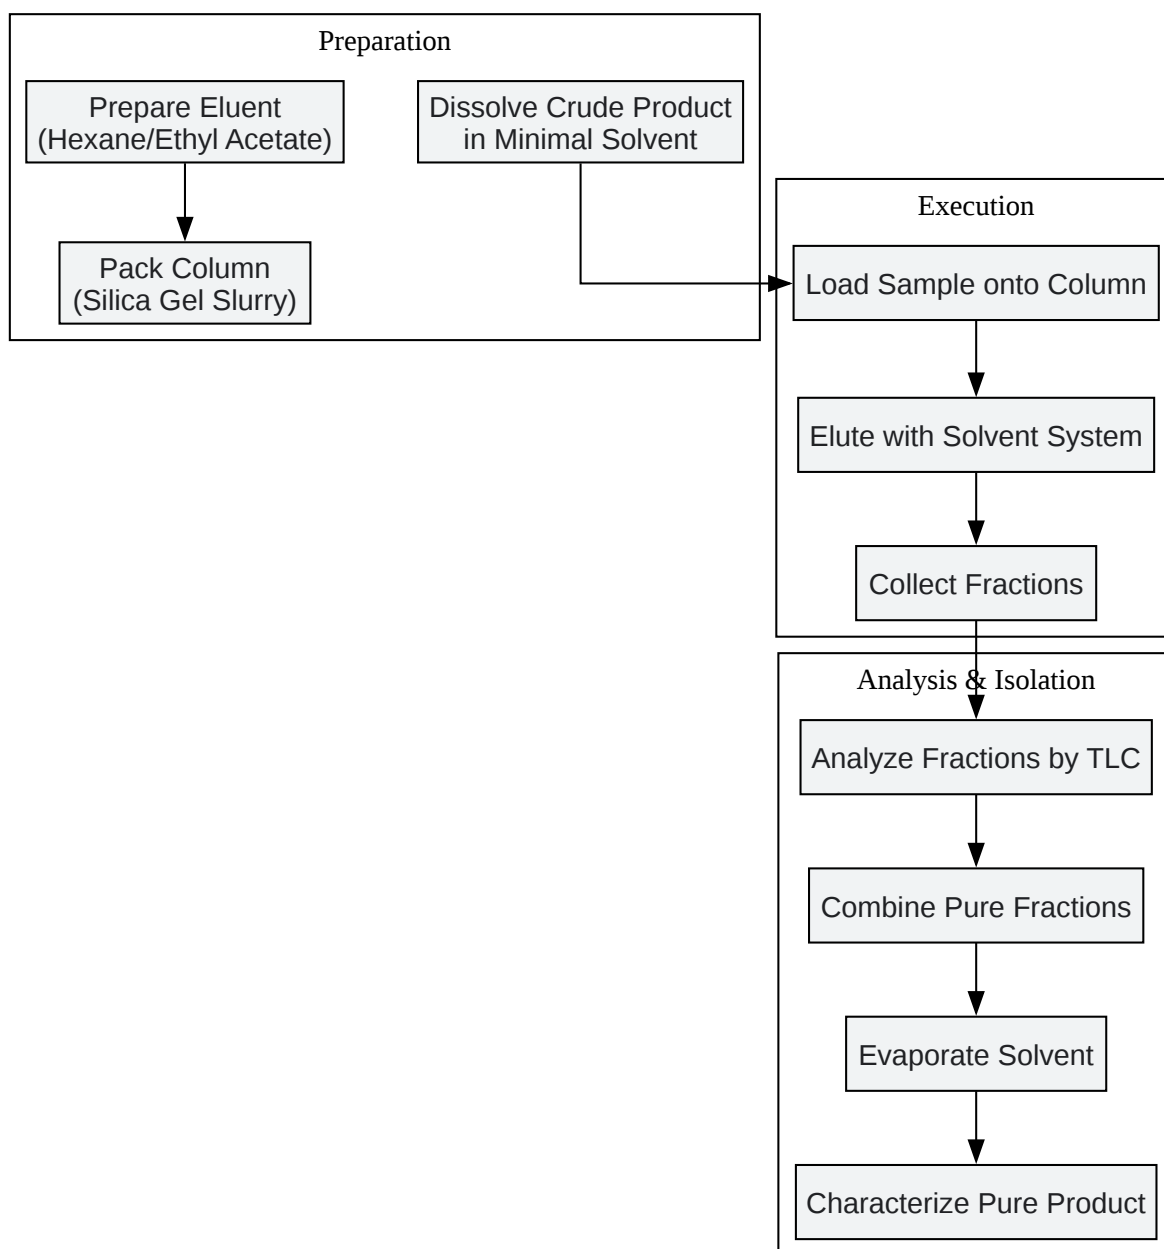 Preparation
Prepare Eluent
(Hexane/Ethyl Acetate)
Dissolve Crude Product
in Minimal Solvent
Pack Column
(Silica Gel Slurry)
Execution
Load Sample onto Column
Elute with Solvent System
Collect Fractions
Analysis & Isolation
Analyze Fractions by TLC
Combine Pure Fractions
Evaporate Solvent
Characterize Pure Product